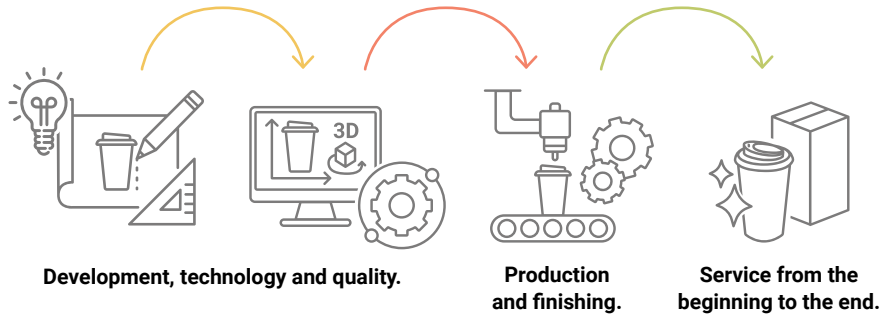 3D
Development, technology and quality.
Production
and finishing.
Service from the
beginning to the end.